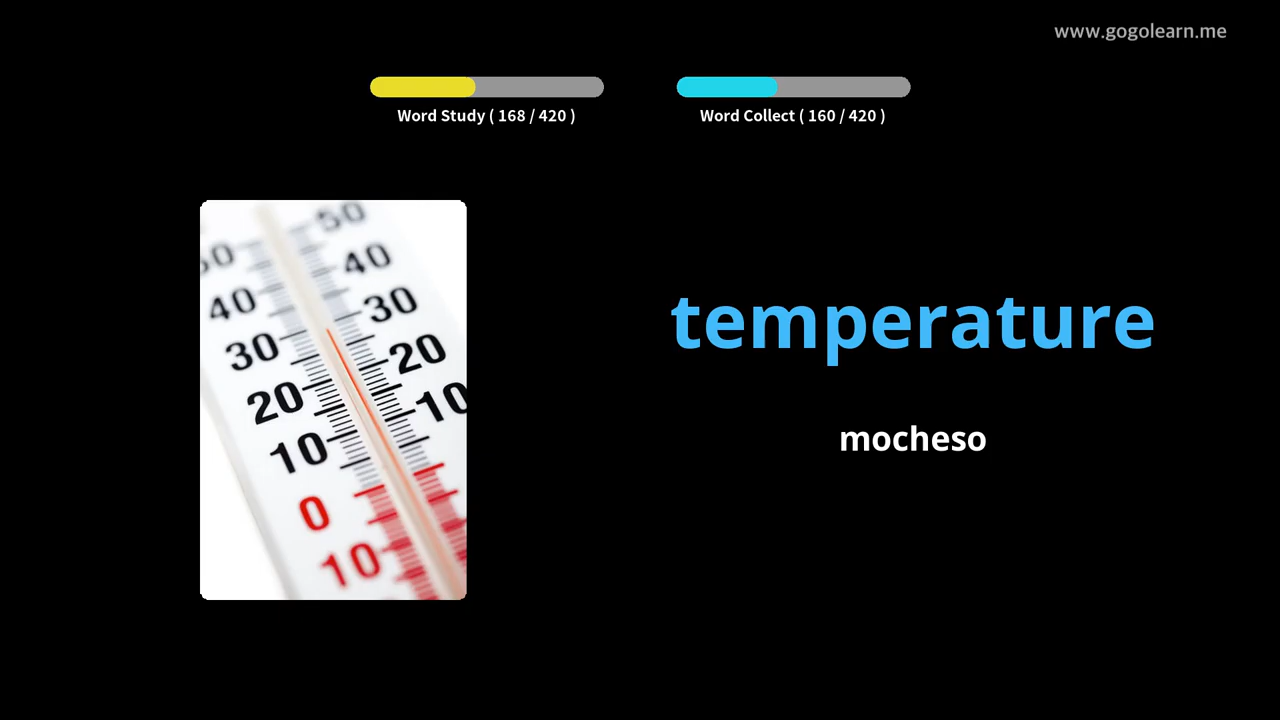 www.gogolearn.me
Word Study ( 168 / 420 )
Word Collect ( 160 / 420 )
temperature
mocheso
50
50
40
40
30
30
20
20
10
10
0
10